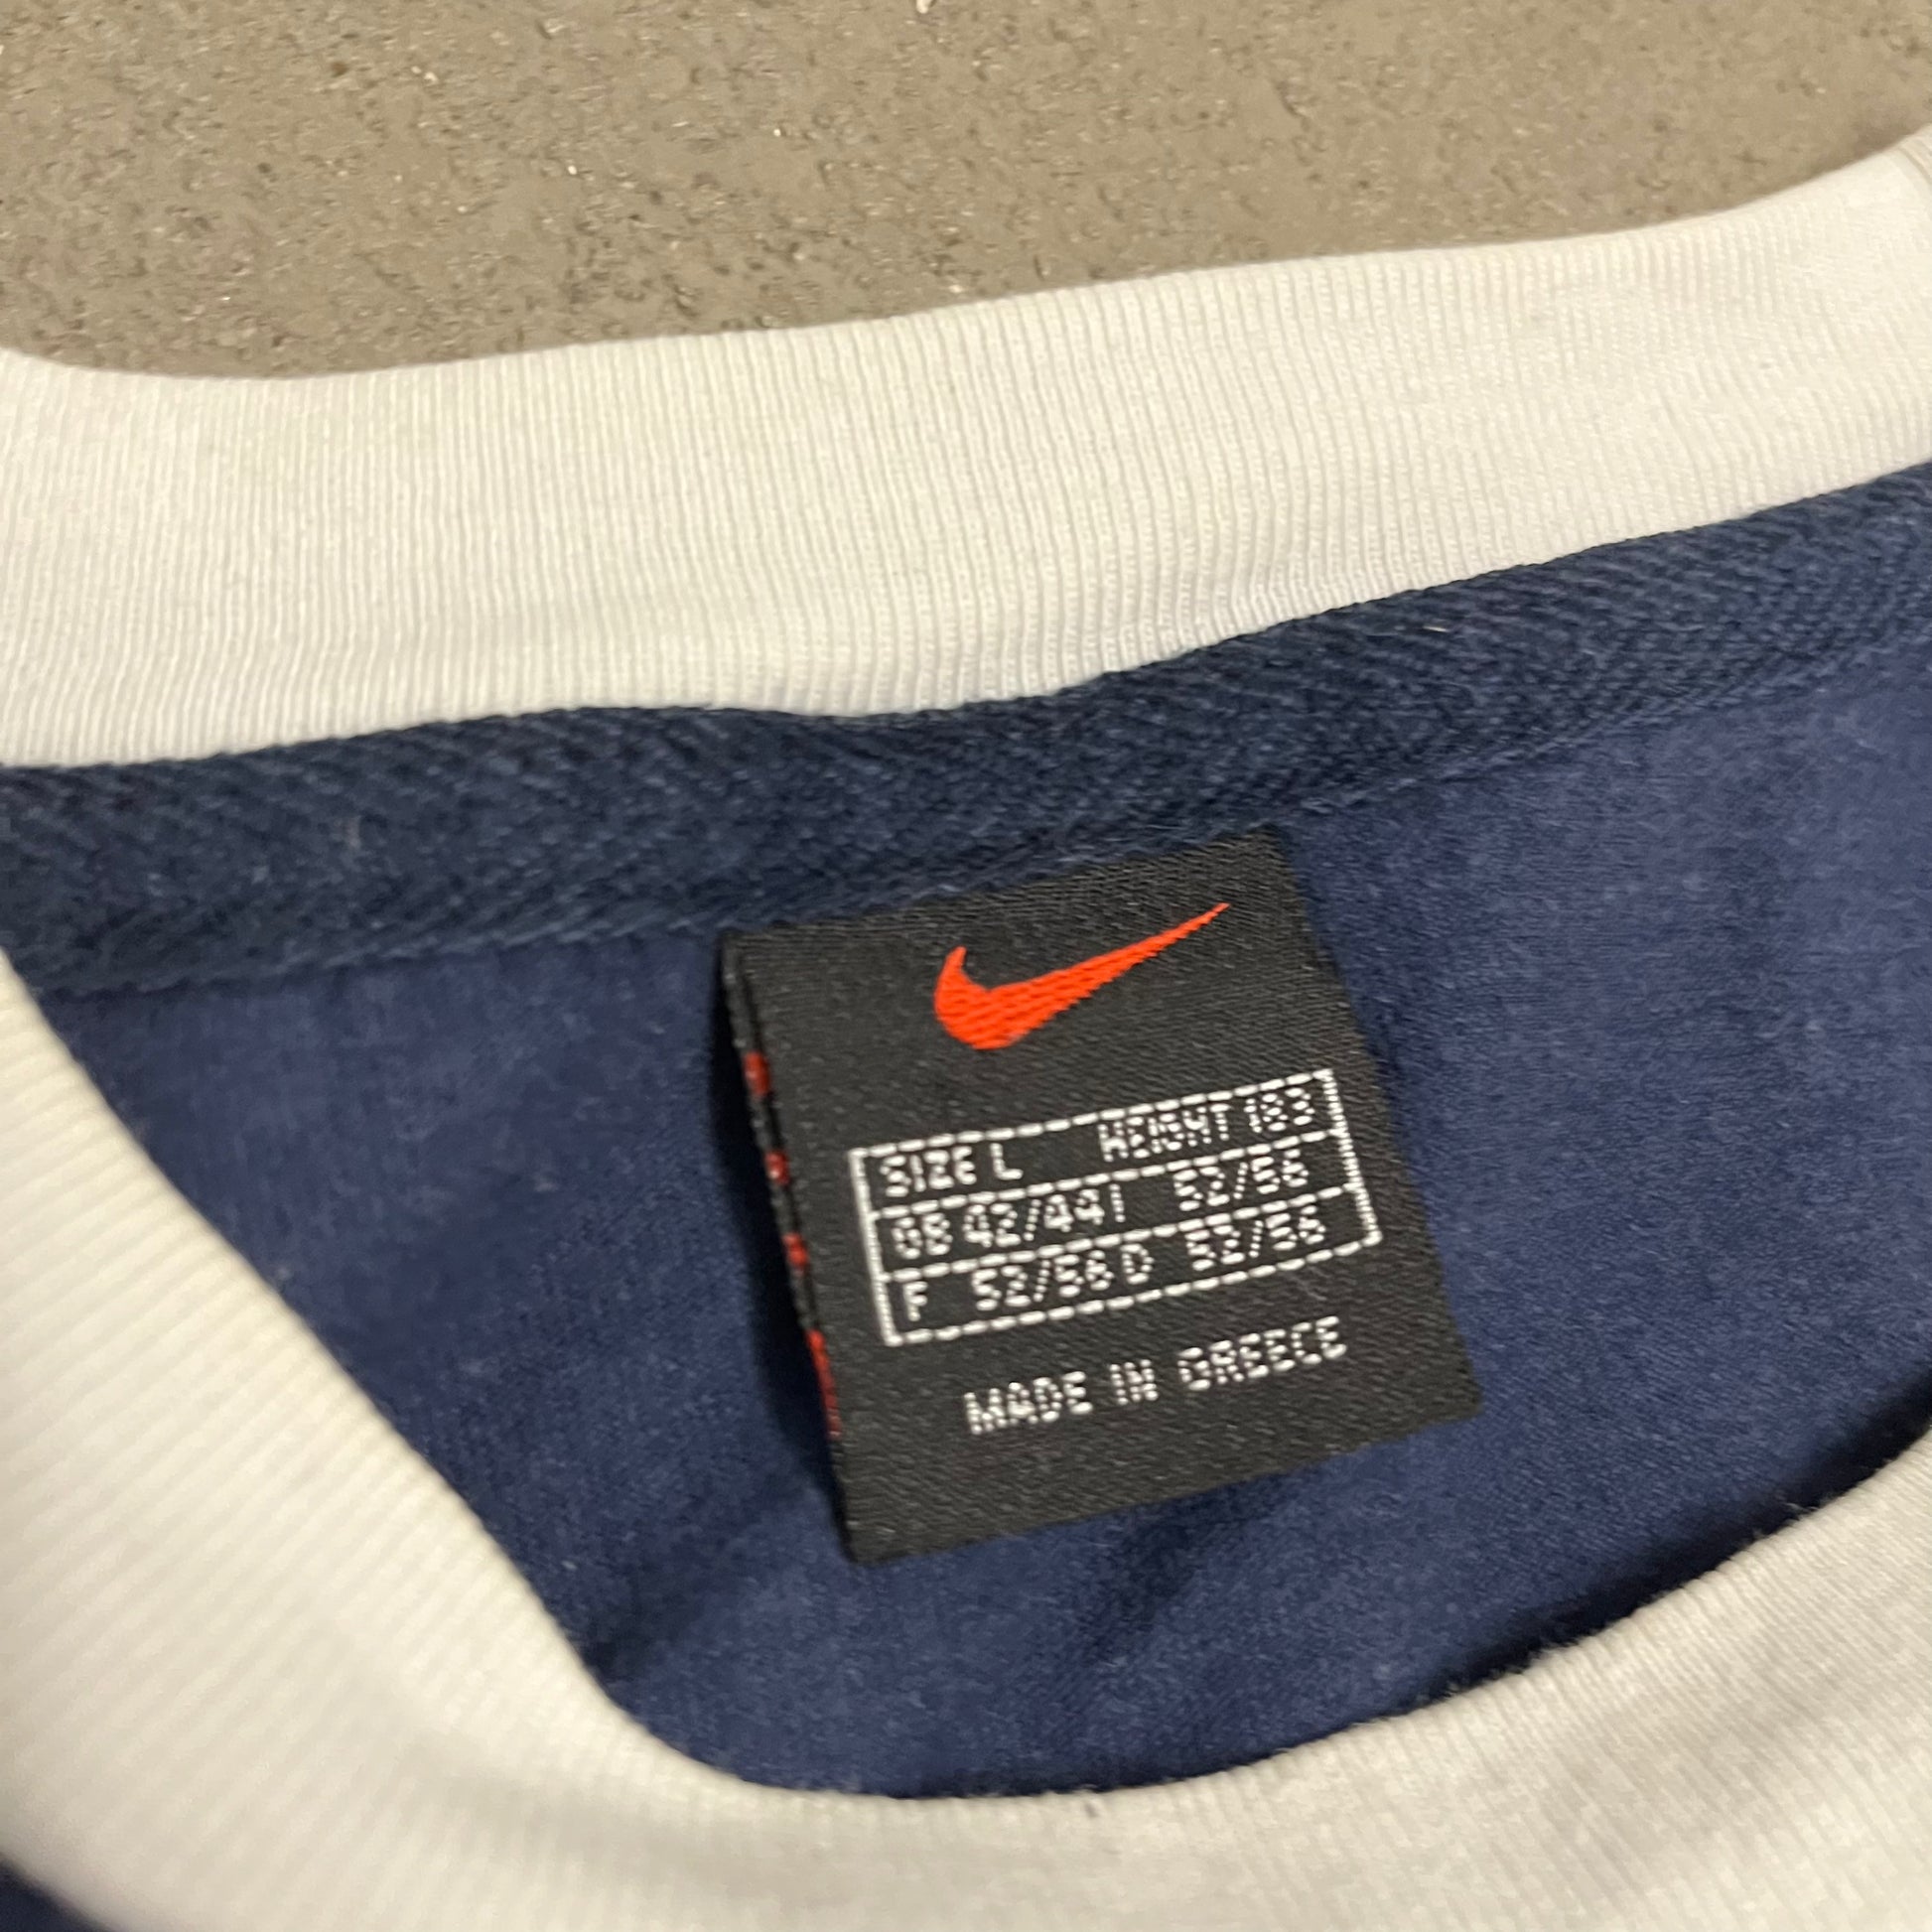 SIZE L HEIGHT 183
GB 42/44 I 52/56
F 52/56 D 52/56
MADE IN GREECE